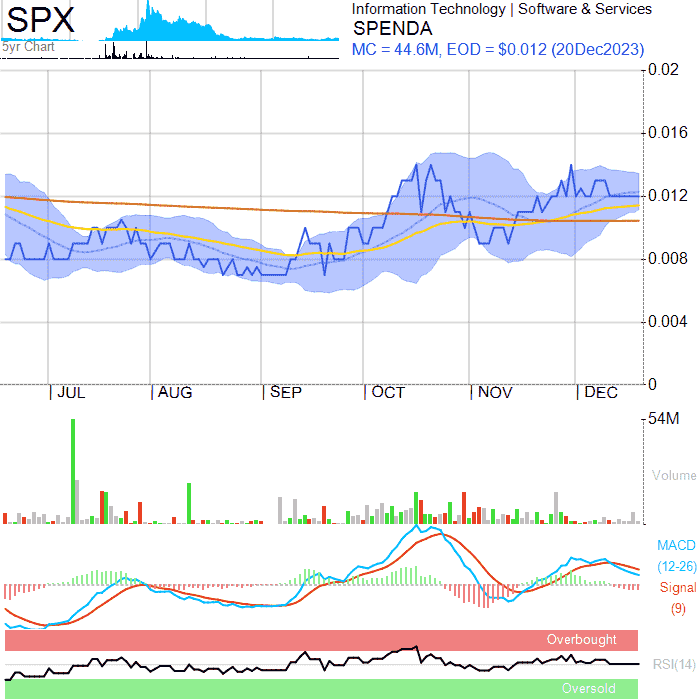 SPX
Information Technology | Software & Services
SPENDA
5yr Chart
MC = 44.6M, EOD = $0.012 (20Dec2023)
0.02
0.016
0.012
0.008
0.004
0
JUL AUG SEP OCT NOV DEC
54M
Volume
MACD
(12-26)
Signal
(9)
Overbought
RSI(14)
Oversold